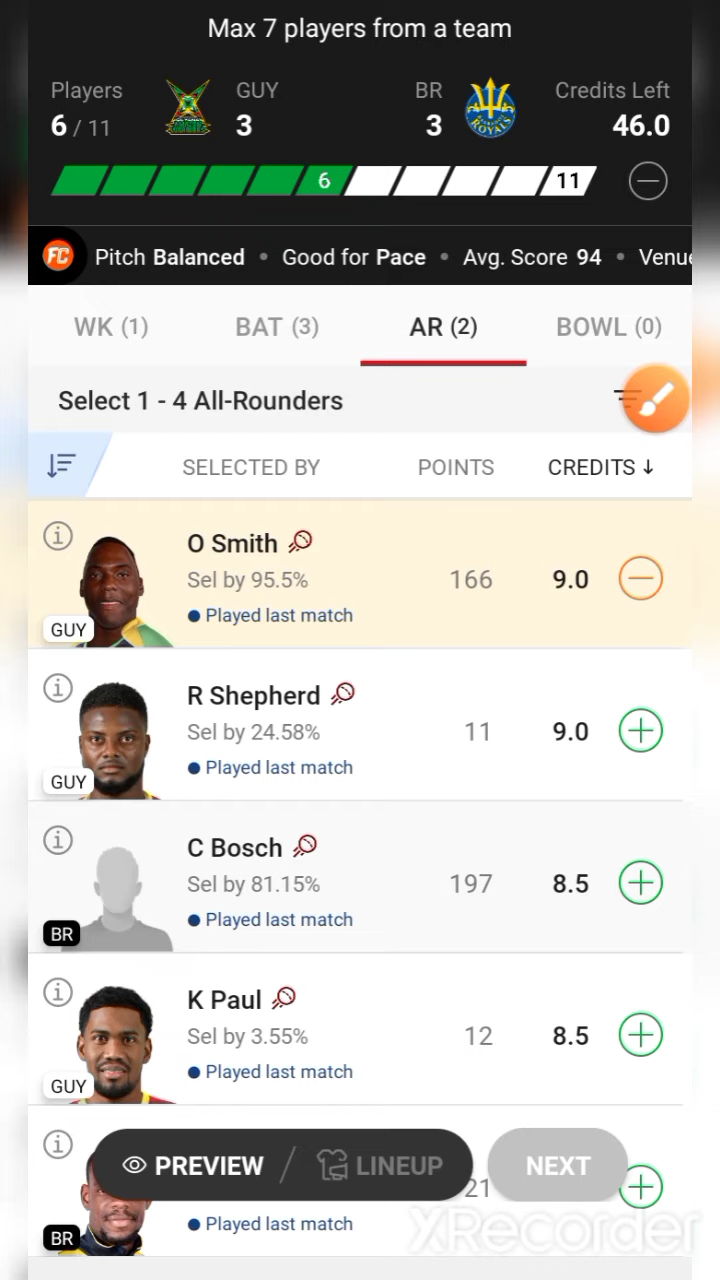 Max 7 players from a team
Players GUY BR Credits Left
6 / 11 3 3 46.0
ROYALS
6 11
FC Pitch Balanced • Good for Pace • Avg. Score 94 • Venue
WK (1) BAT (3) AR (2) BOWL (0)
Select 1 - 4 All-Rounders
SELECTED BY POINTS CREDITS ↓
O Smith
Sel by 95.5% 166 9.0
Played last match
GUY
R Shepherd
Sel by 24.58% 11 9.0
Played last match
GUY
C Bosch
Sel by 81.15% 197 8.5
Played last match
BR
K Paul
Sel by 3.55% 12 8.5
Played last match
GUY
PREVIEW / LINEUP NEXT
21
Played last match
BR
XRecorder